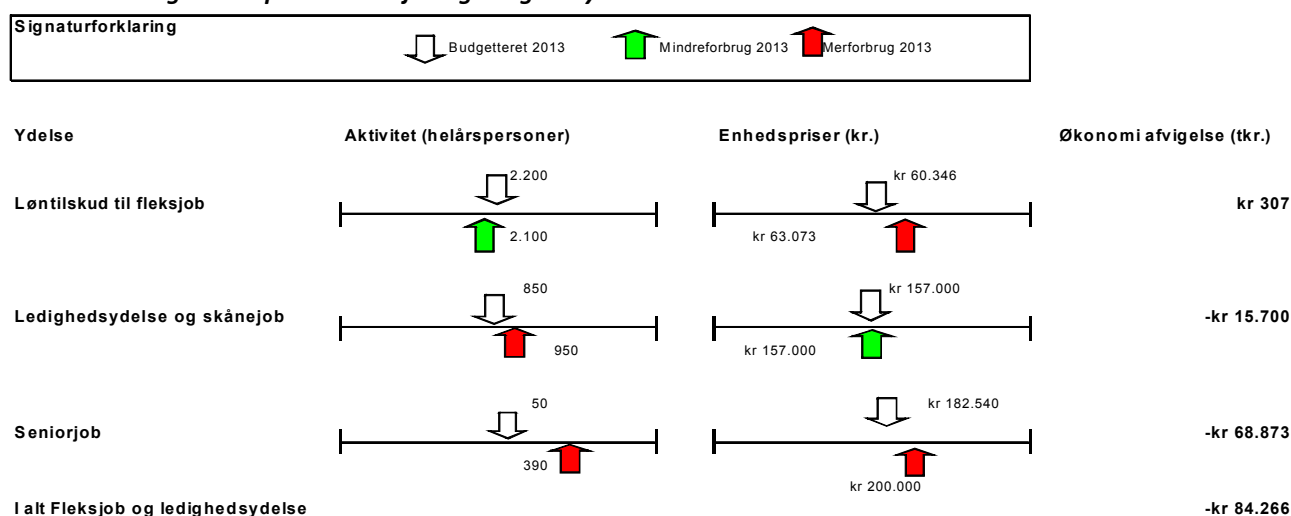 Signaturforklaring
Budgetteret 2013 Mindreforbrug 2013 Merforbrug 2013
Ydelse Aktivitet (helårspersoner) Enhedspriser (kr.) Økonomi afvigelse (tkr.)
2.200 kr 60.346
Løntilskud til fleksjob kr 307
2.100 kr 63.073
850 kr 157.000
Ledighedsydelse og skånejob -kr 15.700
950 kr 157.000
50 kr 182.540
Seniorjob -kr 68.873
390 kr 200.000
I alt Fleksjob og ledighedsydelse -kr 84.266